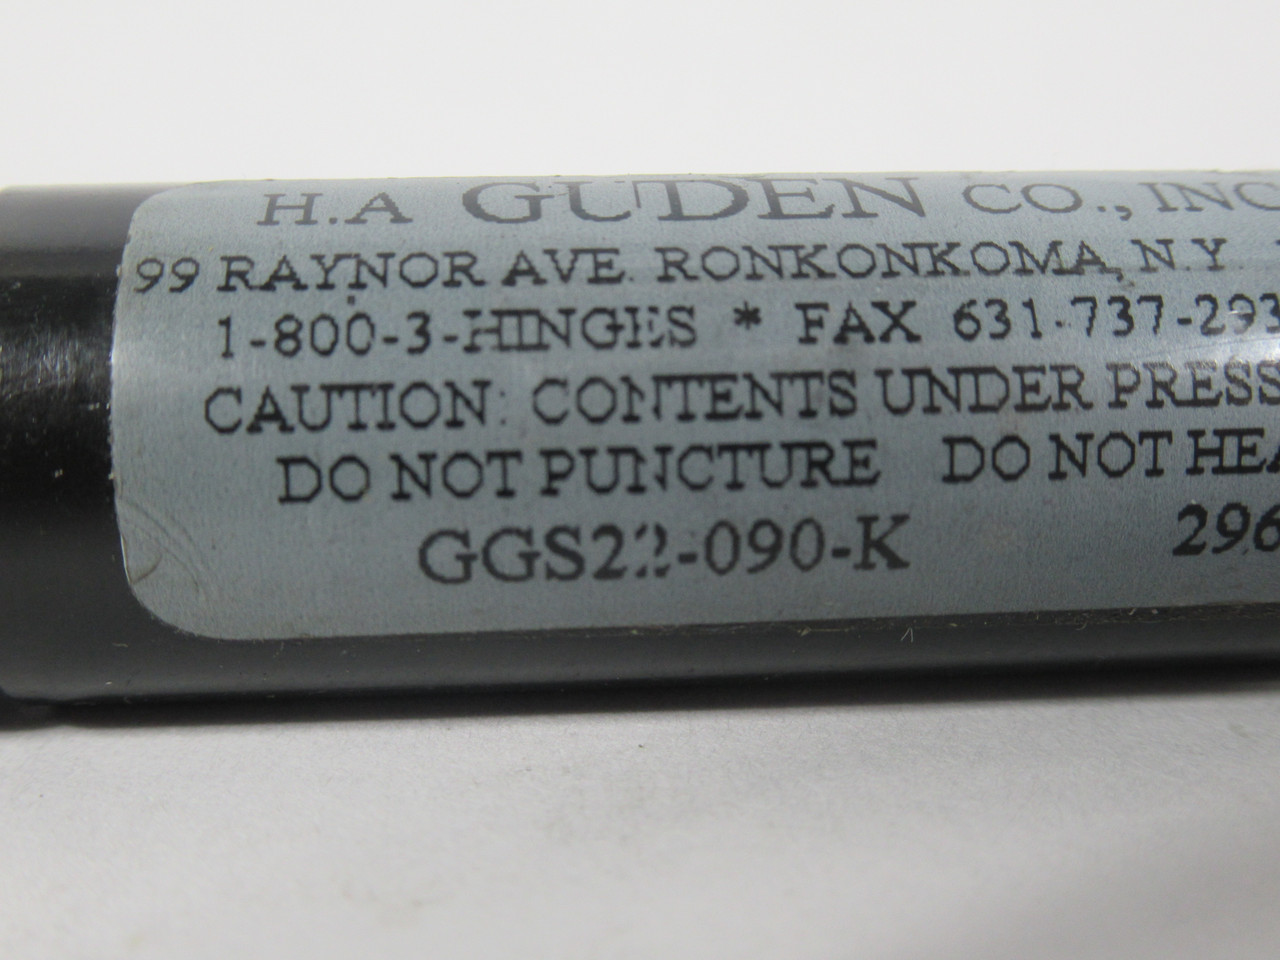 H.A GUDEN CO., INC
99 RAYNOR AVE. RONKONKOMA, N.Y.
1-800-3-HINGES * FAX 631-737-293
CAUTION: CONTENTS UNDER PRESS
DO NOT PUNCTURE DO NOT HEA
GGS22-090-K 296